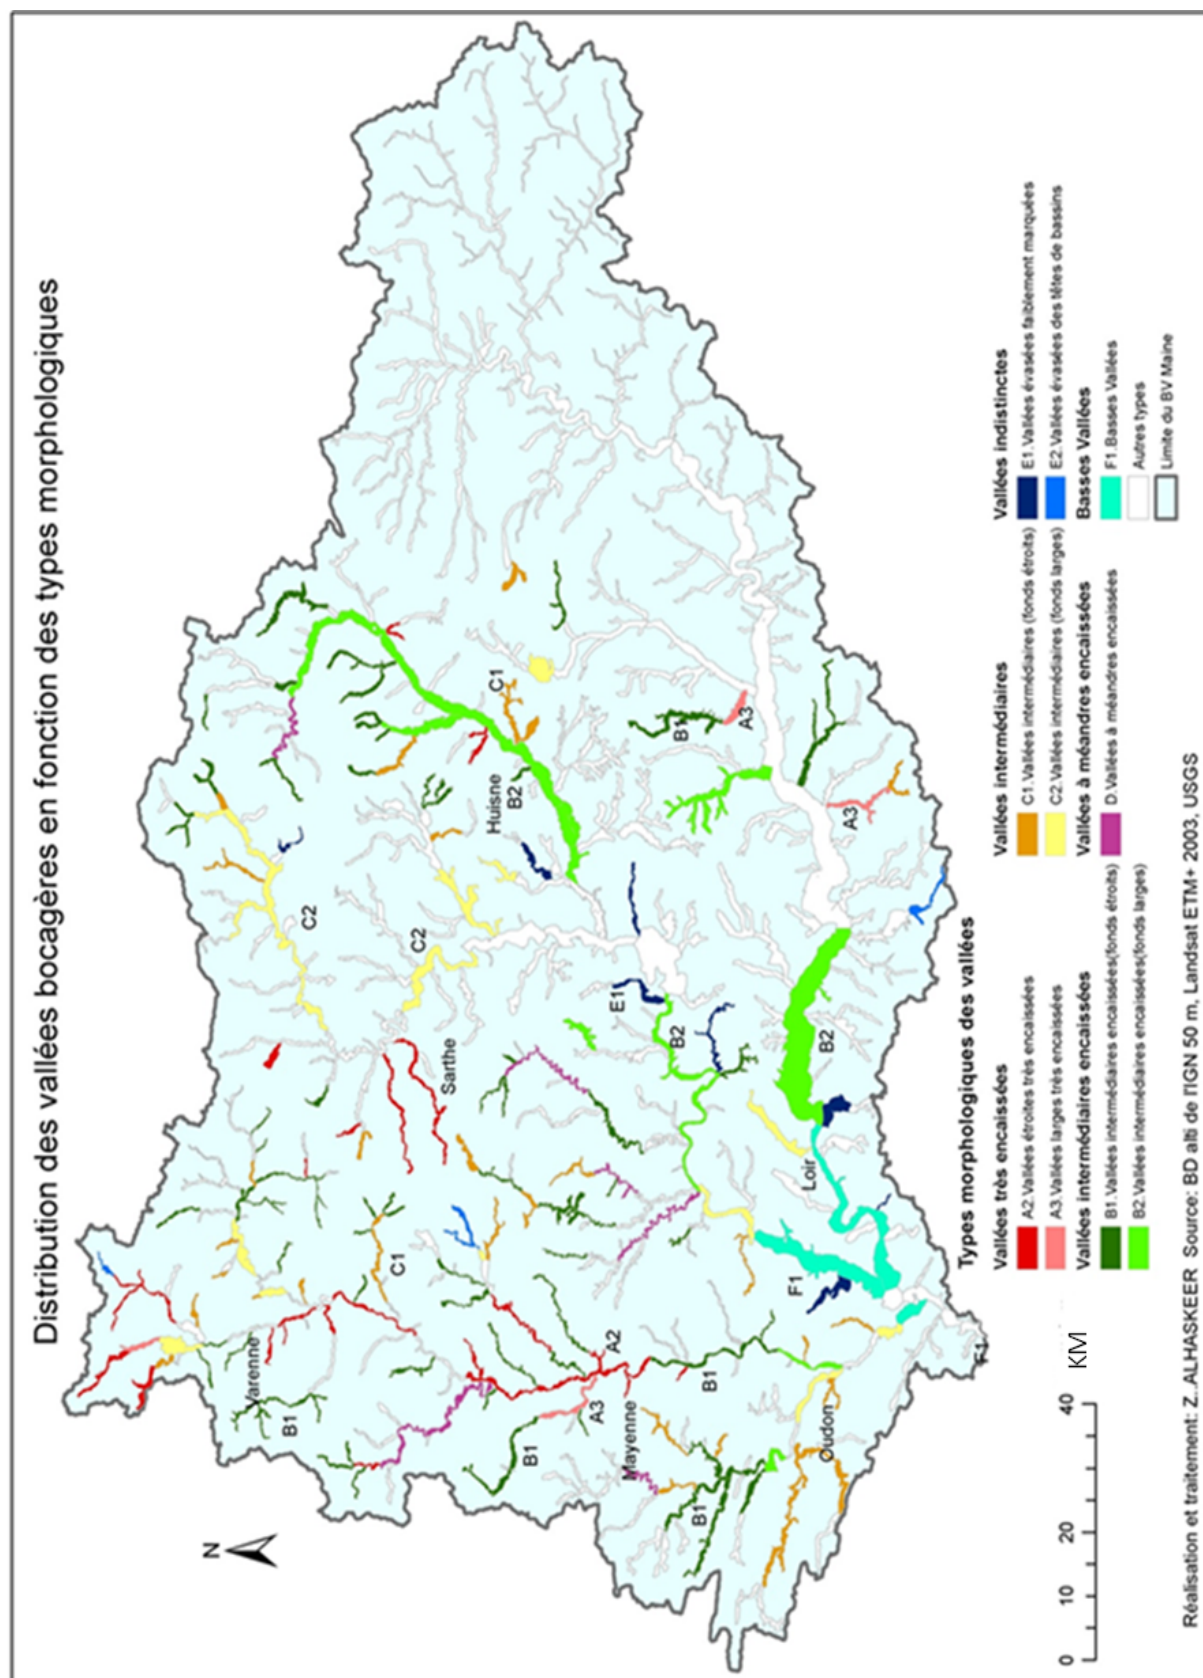 Distribution des vallées bocagères en fonction des types morphologiques
N
Varenne
B1
C1
C2
C2
Sarthe
Huisne
B2
C1
B1
A3
A3
B1
A3
A2
B1
Mayenne
B1
Oudon
F1
Loir
E1
B2
B2
F1
0 10 20 40
KM
Types morphologiques des vallées
Vallées très encaissées
A2.Vallées étroites très encaissées
A3.Vallées larges très encaissées
Vallées intermédiaires encaissées
B1.Vallées intermédiaires encaissées(fonds étroits)
B2.Vallées intermédiaires encaissées(fonds larges)
Vallées intermédiaires
C1.Vallées intermédiaires (fonds étroits)
C2.Vallées intermédiaires (fonds larges)
Vallées à méandres encaissées
D.Vallées à méandres encaissées
Vallées indistinctes
E1.Vallées évasées faiblement marquées
E2.Vallées évasées des têtes de bassins
Basses Vallées
F1.Basses Vallées
Autres types
Limite du BV Maine
Réalisation et traitement: Z..ALHASKEER Source: BD alti de l'IGN 50 m, Landsat ETM+ 2003, USGS